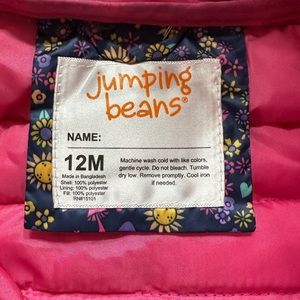 jumping
beans®
NAME:
12M
Made in Bangladesh
Shell: 100% polyester
Lining: 100% polyester
Fill: 100% polyester
RN#15101
Machine wash cold with like colors,
gentle cycle. Do not bleach. Tumble
dry low. Remove promptly. Cool iron
if needed.